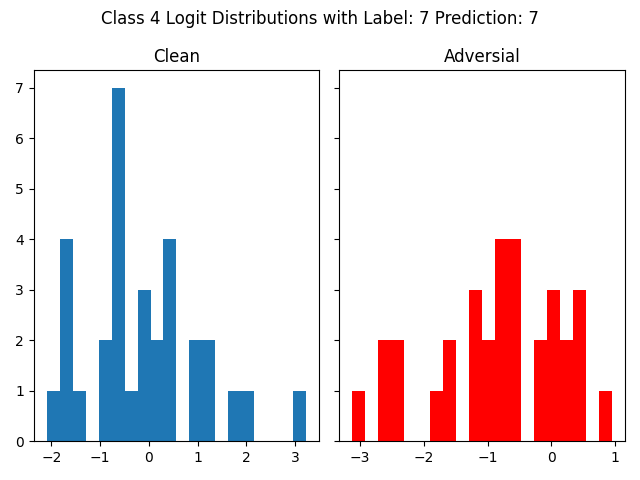 Class 4 Logit Distributions with Label: 7 Prediction: 7
Clean
Adversial
7
6
5
4
3
2
1
0
−2 −1 0 1 2 3
−3 −2 −1 0 1